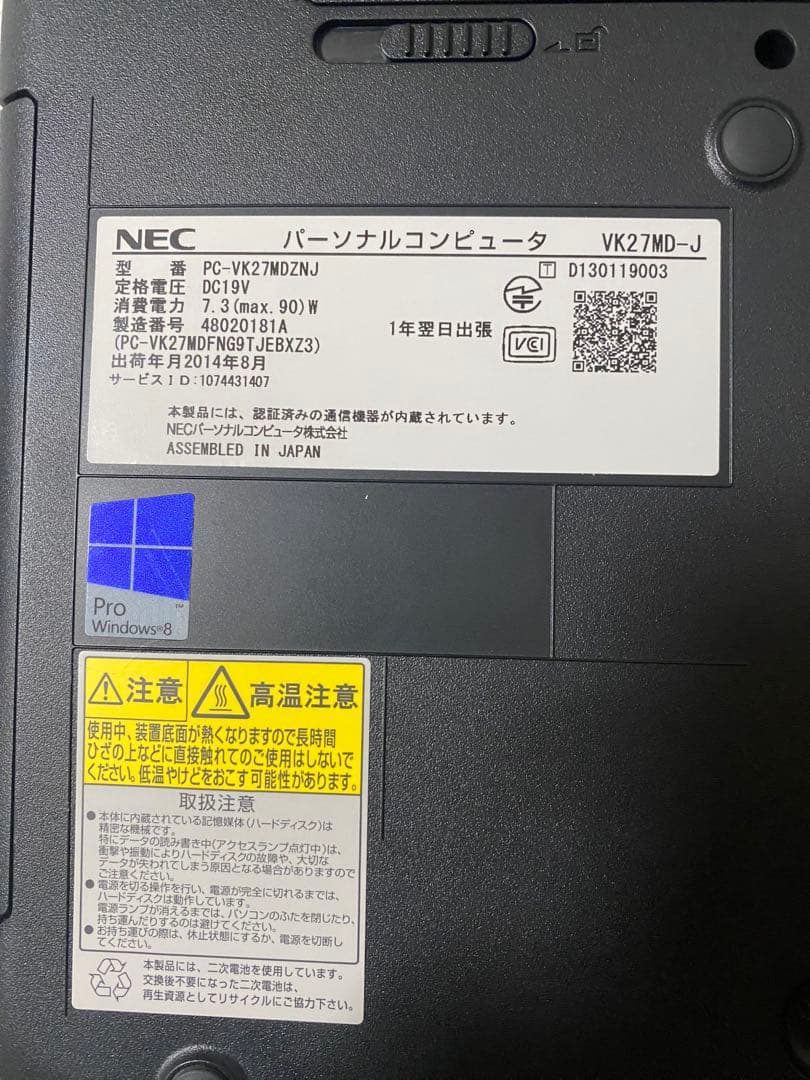 NEC パーソナルコンピュータ VK27MD-J
型 番 PC-VK27MDZNJ
T D130119003
定格電圧 DC19V
消費電力 7.3(max.90)W
製造番号 48020181A
1年翌日出張
VCI
(PC-VK27MDFNG9TJEBXZ3)
出荷年月2014年8月
サービスID:1074431407
本製品には、認証済みの通信機器が内蔵されています。
NECパーソナルコンピュータ株式会社
ASSEMBLED IN JAPAN
Pro ™
Windows®8
注意 高温注意
使用中、装置底面が熱くなりますので長時間
ひざの上などに直接触れてのご使用はしないで
ください。低温やけどをおこす可能性があります。
取扱注意
●本体に内蔵されている記憶媒体(ハードディスク)は
精密な機械です。
特にデータの読み書き中(アクセスランプ点灯中)は、
衝撃や振動によりハードディスクの故障や、大切な
データが失われてしまう原因となる場合がありますので
ご注意ください。
●電源を切る操作を行い、電源が完全に切れるまでは、
ハードディスクは動作しています。
電源ランプが消えるまでは、パソコンのふたを閉じたり、
持ち運んだりするのは避けてください。
●お持ち運びの際は、休止状態にするか、電源を切断し
てください。
本製品には、二次電池を使用しています。
交換後不要になった二次電池は、
再生資源としてリサイクルにご協力下さい。